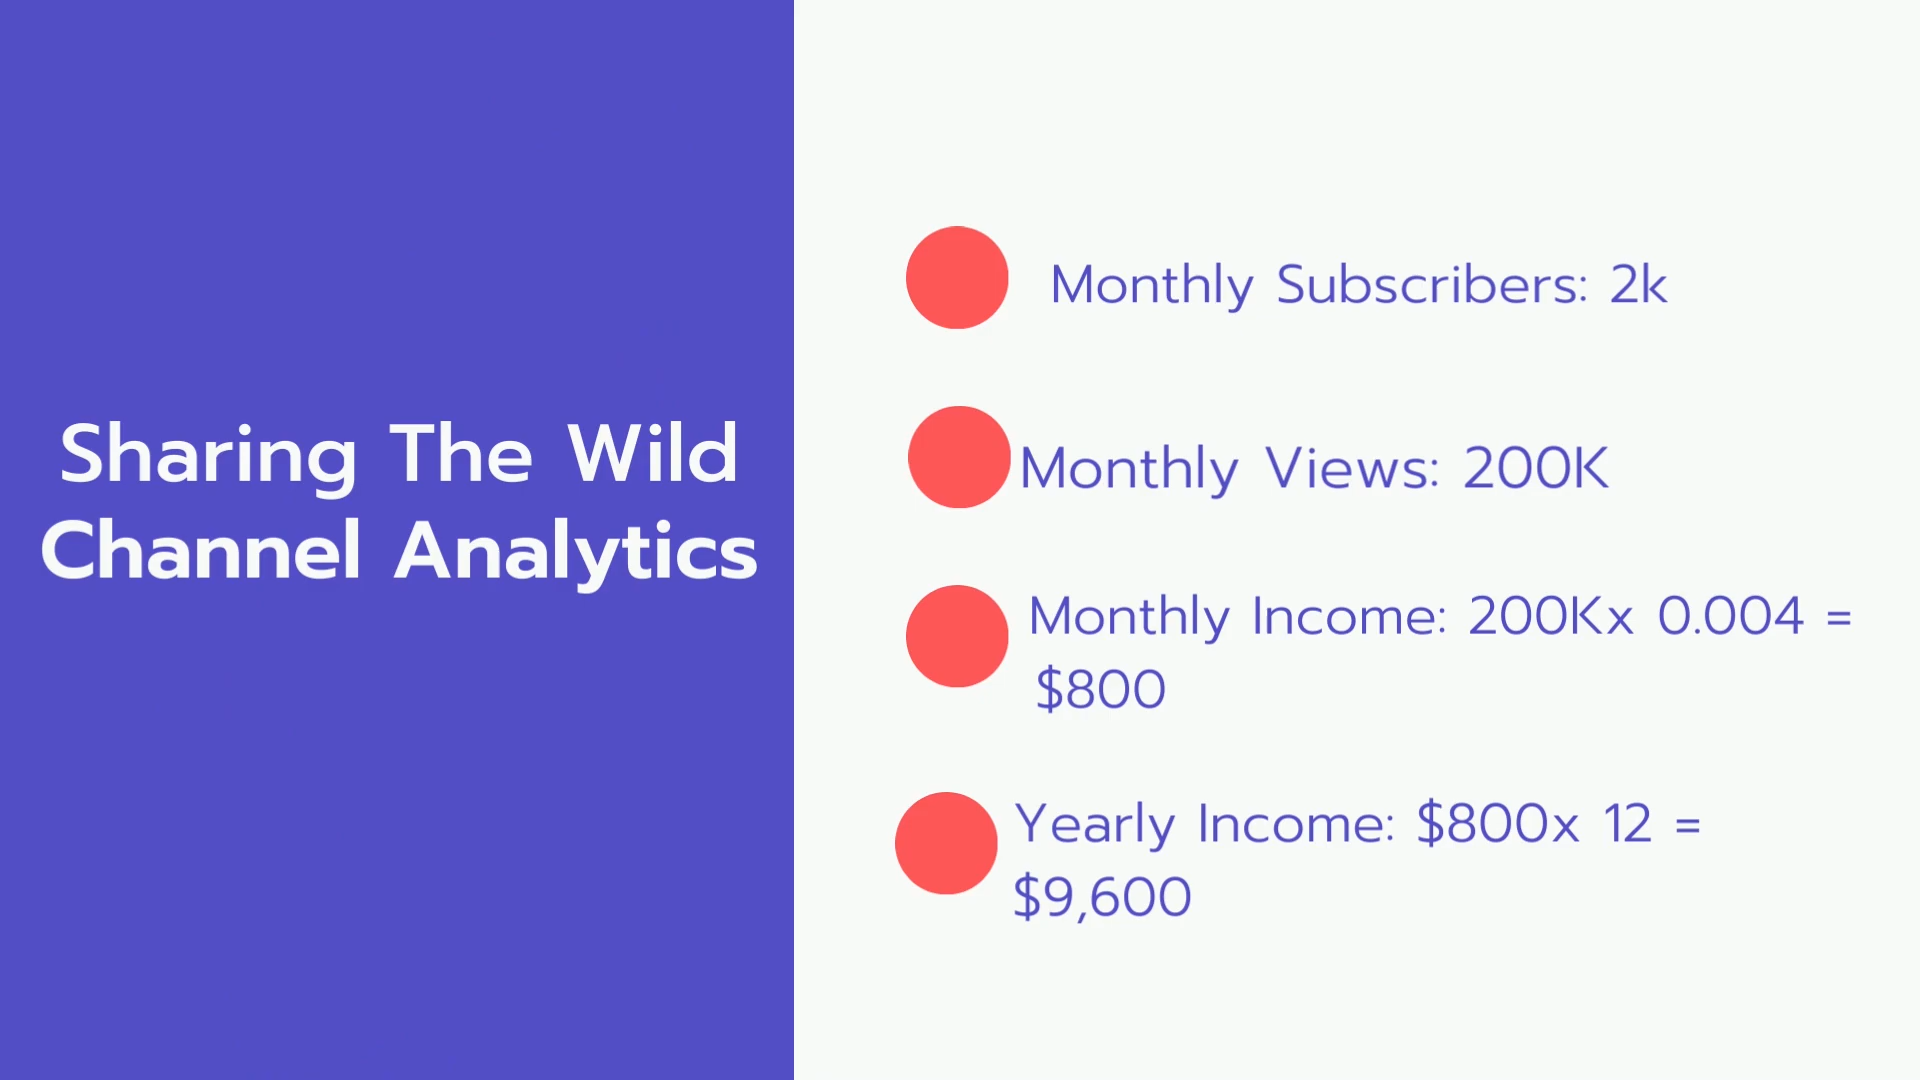 Sharing The Wild
Channel Analytics
Monthly Subscribers: 2k
Monthly Views: 200K
Monthly Income: 200Kx 0.004 =
$800
Yearly Income: $800x 12 =
$9,600